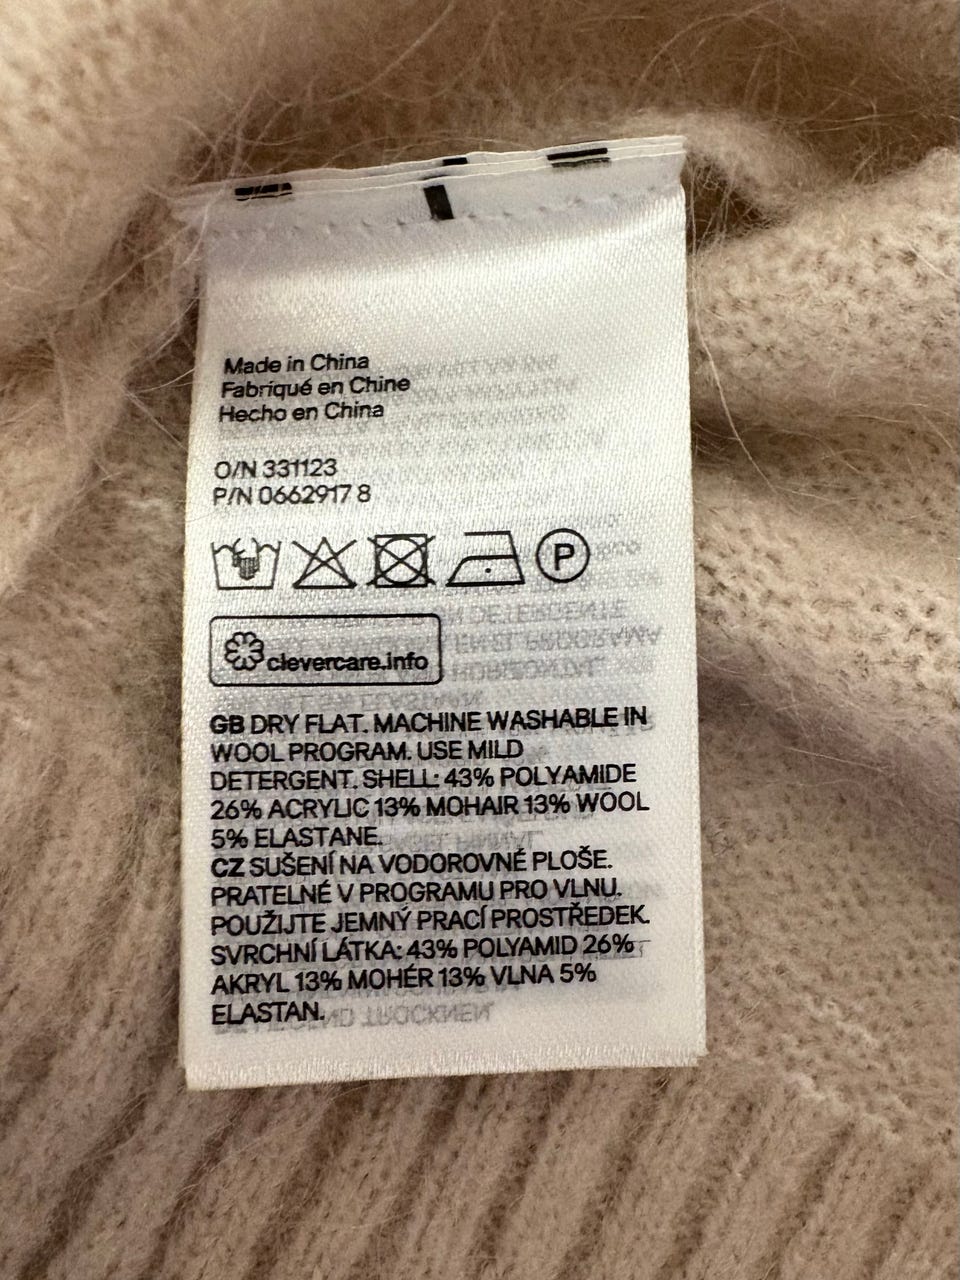 Made in China
Fabriqué en Chine
Hecho en China
O/N 331123
P/N 0662917 8
P
clevercare.info
GB DRY FLAT. MACHINE WASHABLE IN
WOOL PROGRAM. USE MILD
DETERGENT. SHELL: 43% POLYAMIDE
26% ACRYLIC 13% MOHAIR 13% WOOL
5% ELASTANE.
CZ SUŠENÍ NA VODOROVNÉ PLOŠE.
PRATELNÉ V PROGRAMU PRO VLNU.
POUŽIJTE JEMNÝ PRACÍ PROSTŘEDEK.
SVRCHNÍ LÁTKA: 43% POLYAMID 26%
AKRYL 13% MOHÉR 13% VLNA 5%
ELASTAN.